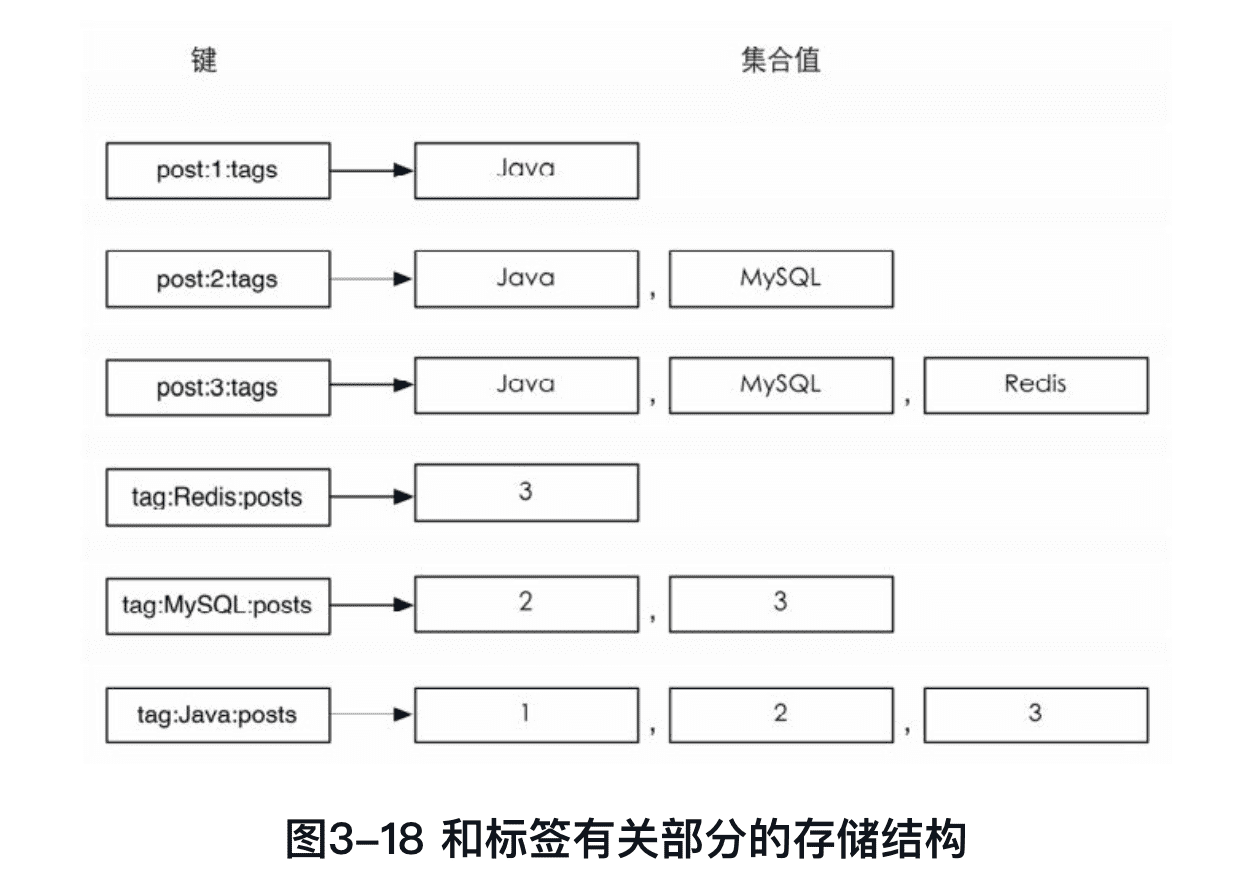 键 集合值
post:1:tags Java
post:2:tags Java , MySQL
post:3:tags Java , MySQL , Redis
tag:Redis:posts 3
tag:MySQL:posts 2 , 3
tag:Java:posts 1 , 2 , 3
图3-18 和标签有关部分的存储结构